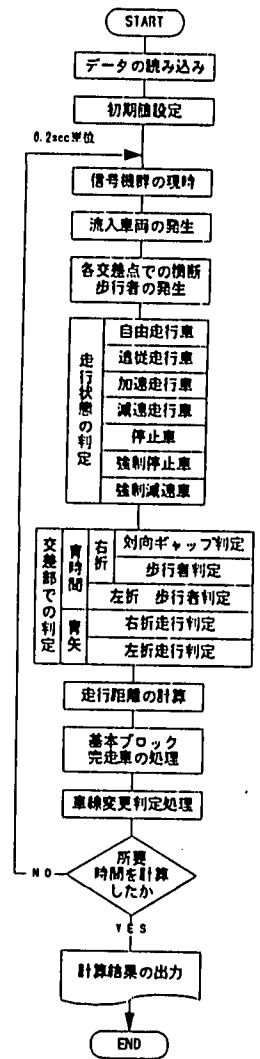 START
データの読み込み
初期値設定
0.2sec単位
信号機群の現時
流入車両の発生
各交差点での横断
歩行者の発生
走行状態の判定
自由走行車
追従走行車
加速走行車
減速走行車
停止車
強制停止車
強制減速車
交差部での判定
青時間
右折
対向ギャップ判定
歩行者判定
左折 歩行者判定
青矢
右折走行判定
左折走行判定
走行距離の計算
基本ブロック
完走車の処理
車線変更判定処理
所要
時間を計算
したか
NO
YES
計算結果の出力
END